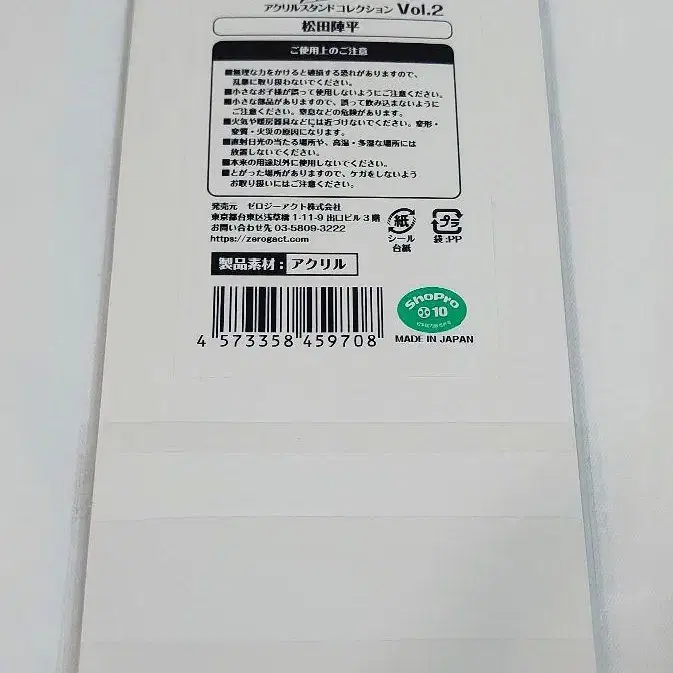 アクリルスタンドコレクション Vol.2
松田陣平
ご使用上のご注意
■無理な力をかけると破損する恐れがありますので、
乱暴に取り扱わないでください。
■小さなお子様が誤って使用しないようにご注意ください。
■小さな部品がありますので、誤って飲み込まないように
ご注意ください。窒息などの危険があります。
■火気や暖房器具などには近づけないでください。変形・
変質・火災の原因になります。
■直射日光の当たる場所や、高温・多湿な場所には
放置しないでください。
■本来の用途以外に使用しないでください。
■とがった場所がありますので、ケガをしないよう
お取り扱いにはご注意ください。
発売元 ゼロジーアクト株式会社
東京都台東区浅草橋 1-11-9 出口ビル 3 階
お問い合わせ先 03-5809-3222
https://zerogact.com
紙
シール
台紙
プラ
袋:PP
製品素材:アクリル
ShoPro
10
4 573358 459708
MADE IN JAPAN